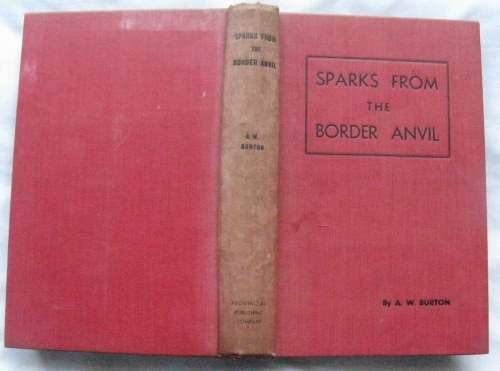 SPARKS FROM
THE
BORDER ANVIL
A. W.
BURTON
PROVINCIAL
PUBLISHING
COMPANY
SPARKS FROM
THE
BORDER ANVIL
By A. W. BURTON